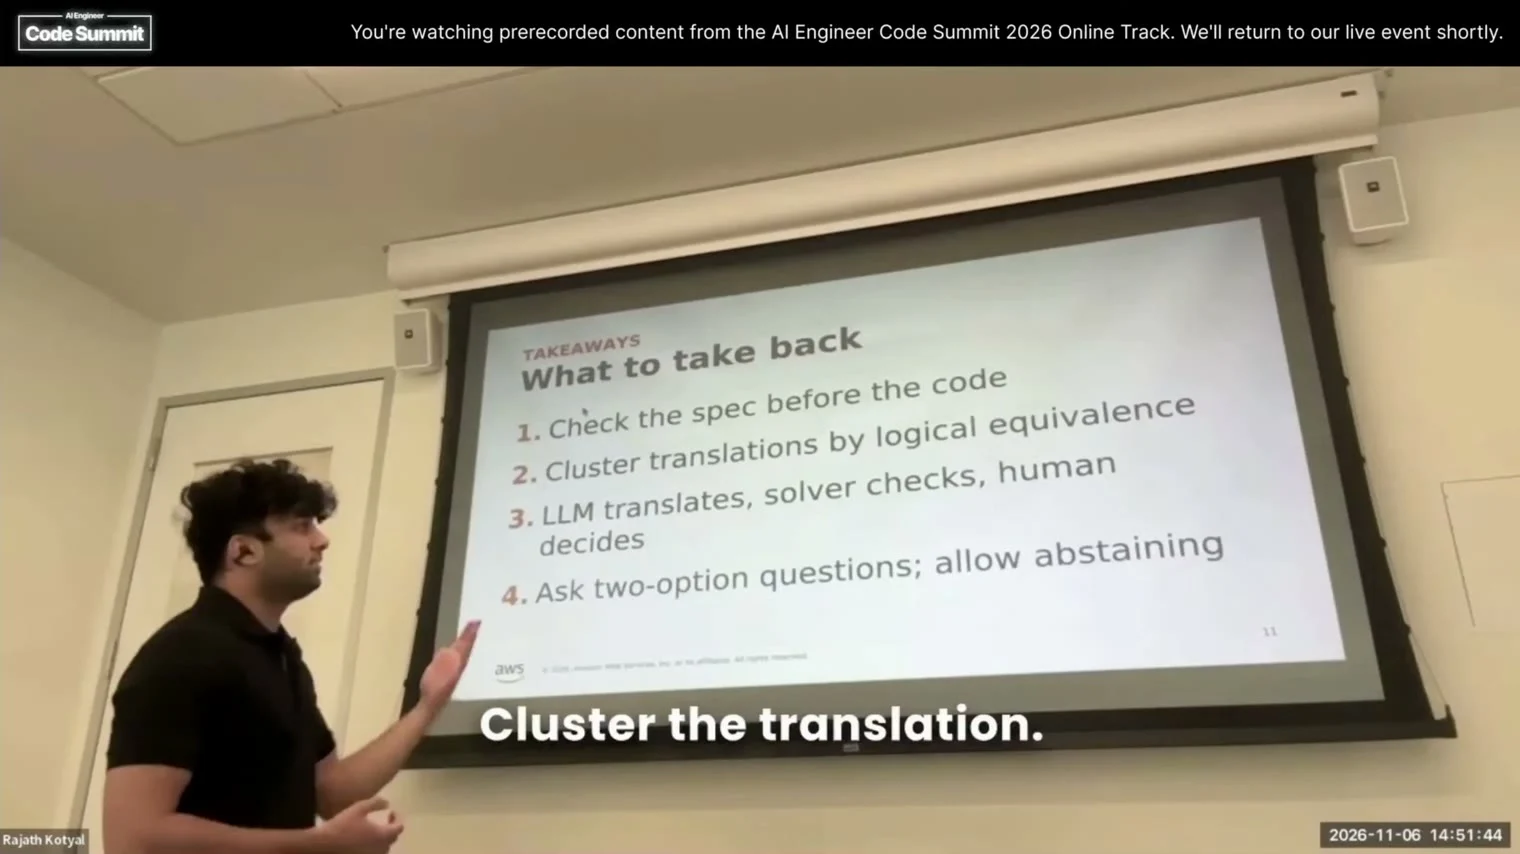 AI Engineer
Code Summit
You're watching prerecorded content from the AI Engineer Code Summit 2026 Online Track. We'll return to our live event shortly.
TAKEAWAYS
What to take back
1. Check the spec before the code
2. Cluster translations by logical equivalence
3. LLM translates, solver checks, human
decides
4. Ask two-option questions; allow abstaining
11
aws
Cluster the translation.
Rajath Kotyal
2026-11-06 14:51:44